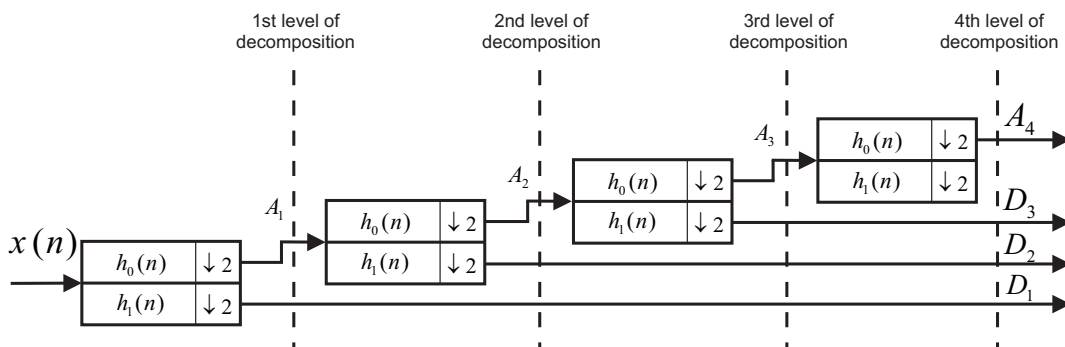 1st level of
decomposition
2nd level of
decomposition
3rd level of
decomposition
4th level of
decomposition
A₄
A₃
h₀(n) ↓ 2
h₁(n) ↓ 2
A₂
h₀(n) ↓ 2
h₁(n) ↓ 2
D₃
A₁
h₀(n) ↓ 2
h₁(n) ↓ 2
D₂
x(n)
h₀(n) ↓ 2
h₁(n) ↓ 2
D₁